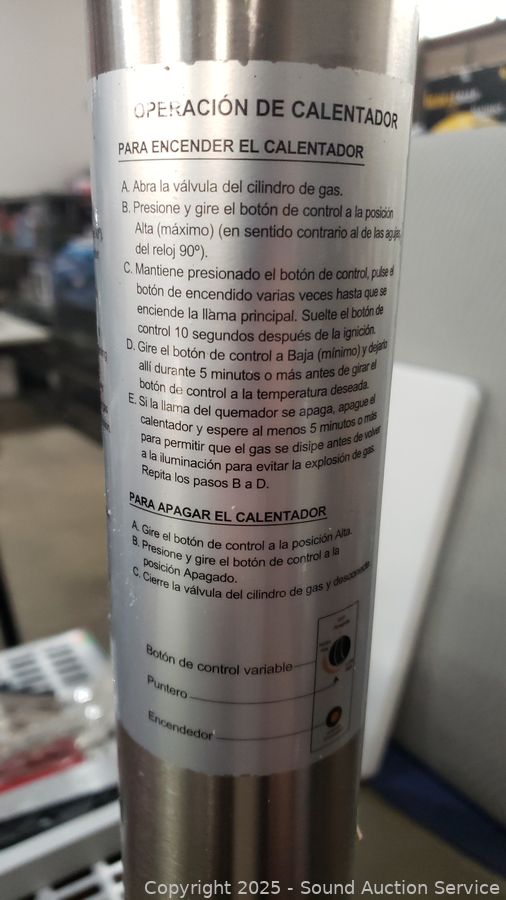 OPERACIÓN DE CALENTADOR
PARA ENCENDER EL CALENTADOR
A. Abra la válvula del cilindro de gas.
B. Presione y gire el botón de control a la posición
Alta (máximo) (en sentido contrario al de las agujas
del reloj 90º).
C. Mantiene presionado el botón de control, pulse el
botón de encendido varias veces hasta que se
enciende la llama principal. Suelte el botón de
control 10 segundos después de la ignición.
D. Gire el botón de control a Baja (mínimo) y dejarlo
allí durante 5 minutos o más antes de girar el
botón de control a la temperatura deseada.
E. Si la llama del quemador se apaga, apague el
calentador y espere al menos 5 minutos o más
para permitir que el gas se disipe antes de volver
a la iluminación para evitar la explosión de gas.
Repita los pasos B a D.
PARA APAGAR EL CALENTADOR
A. Gire el botón de control a la posición Alta.
B. Presione y gire el botón de control a la
posición Apagado.
C. Cierre la válvula del cilindro de gas y desconecte.
Botón de control variable
Puntero
Encendedor
Copyright © 2025 - Sound Auction Service